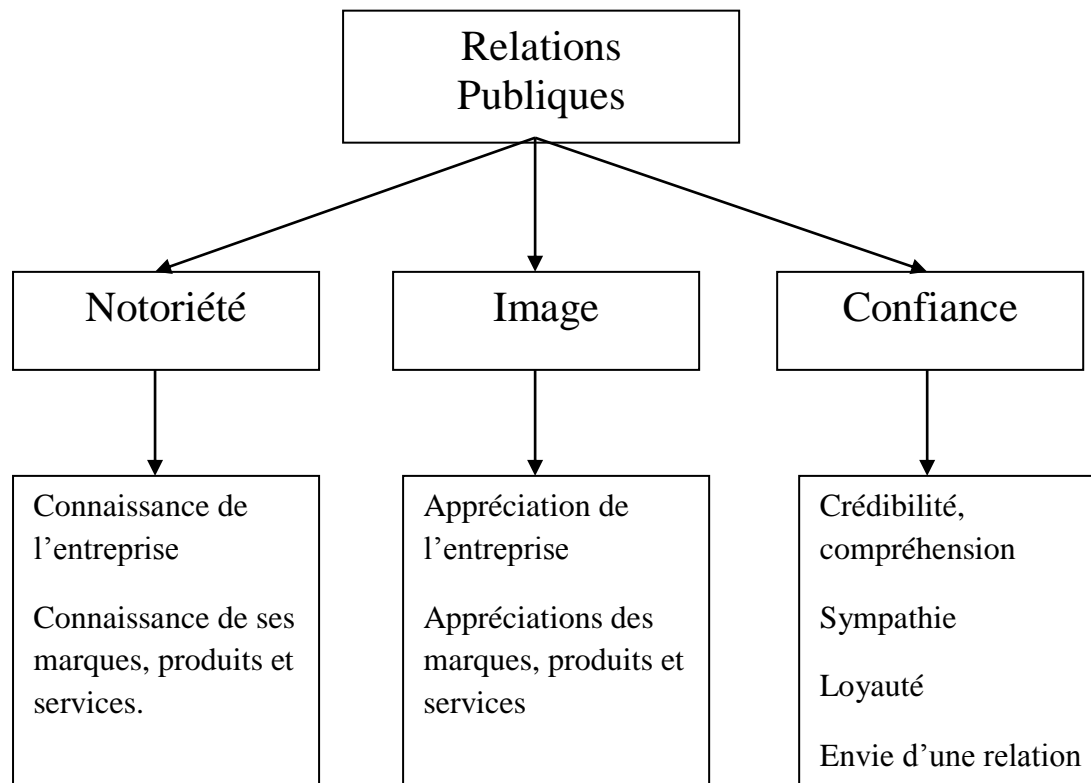 Relations
Publiques
Notoriété
Image
Confiance
Connaissance de
l’entreprise
Connaissance de ses
marques, produits et
services.
Appréciation de
l’entreprise
Appréciations des
marques, produits et
services
Crédibilité,
compréhension
Sympathie
Loyauté
Envie d’une relation